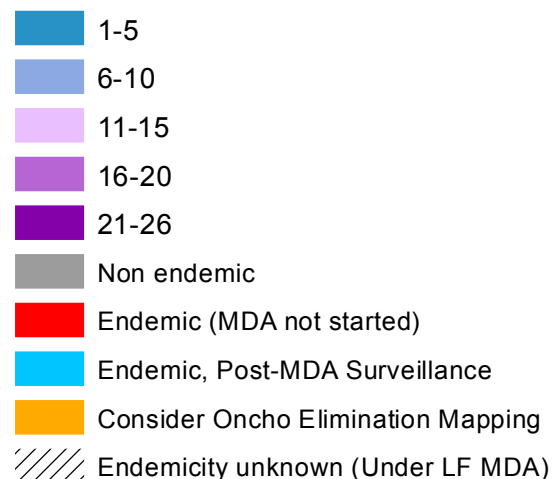 1-5
6-10
11-15
16-20
21-26
Non endemic
Endemic (MDA not started)
Endemic, Post-MDA Surveillance
Consider Oncho Elimination Mapping
Endemicity unknown (Under LF MDA)